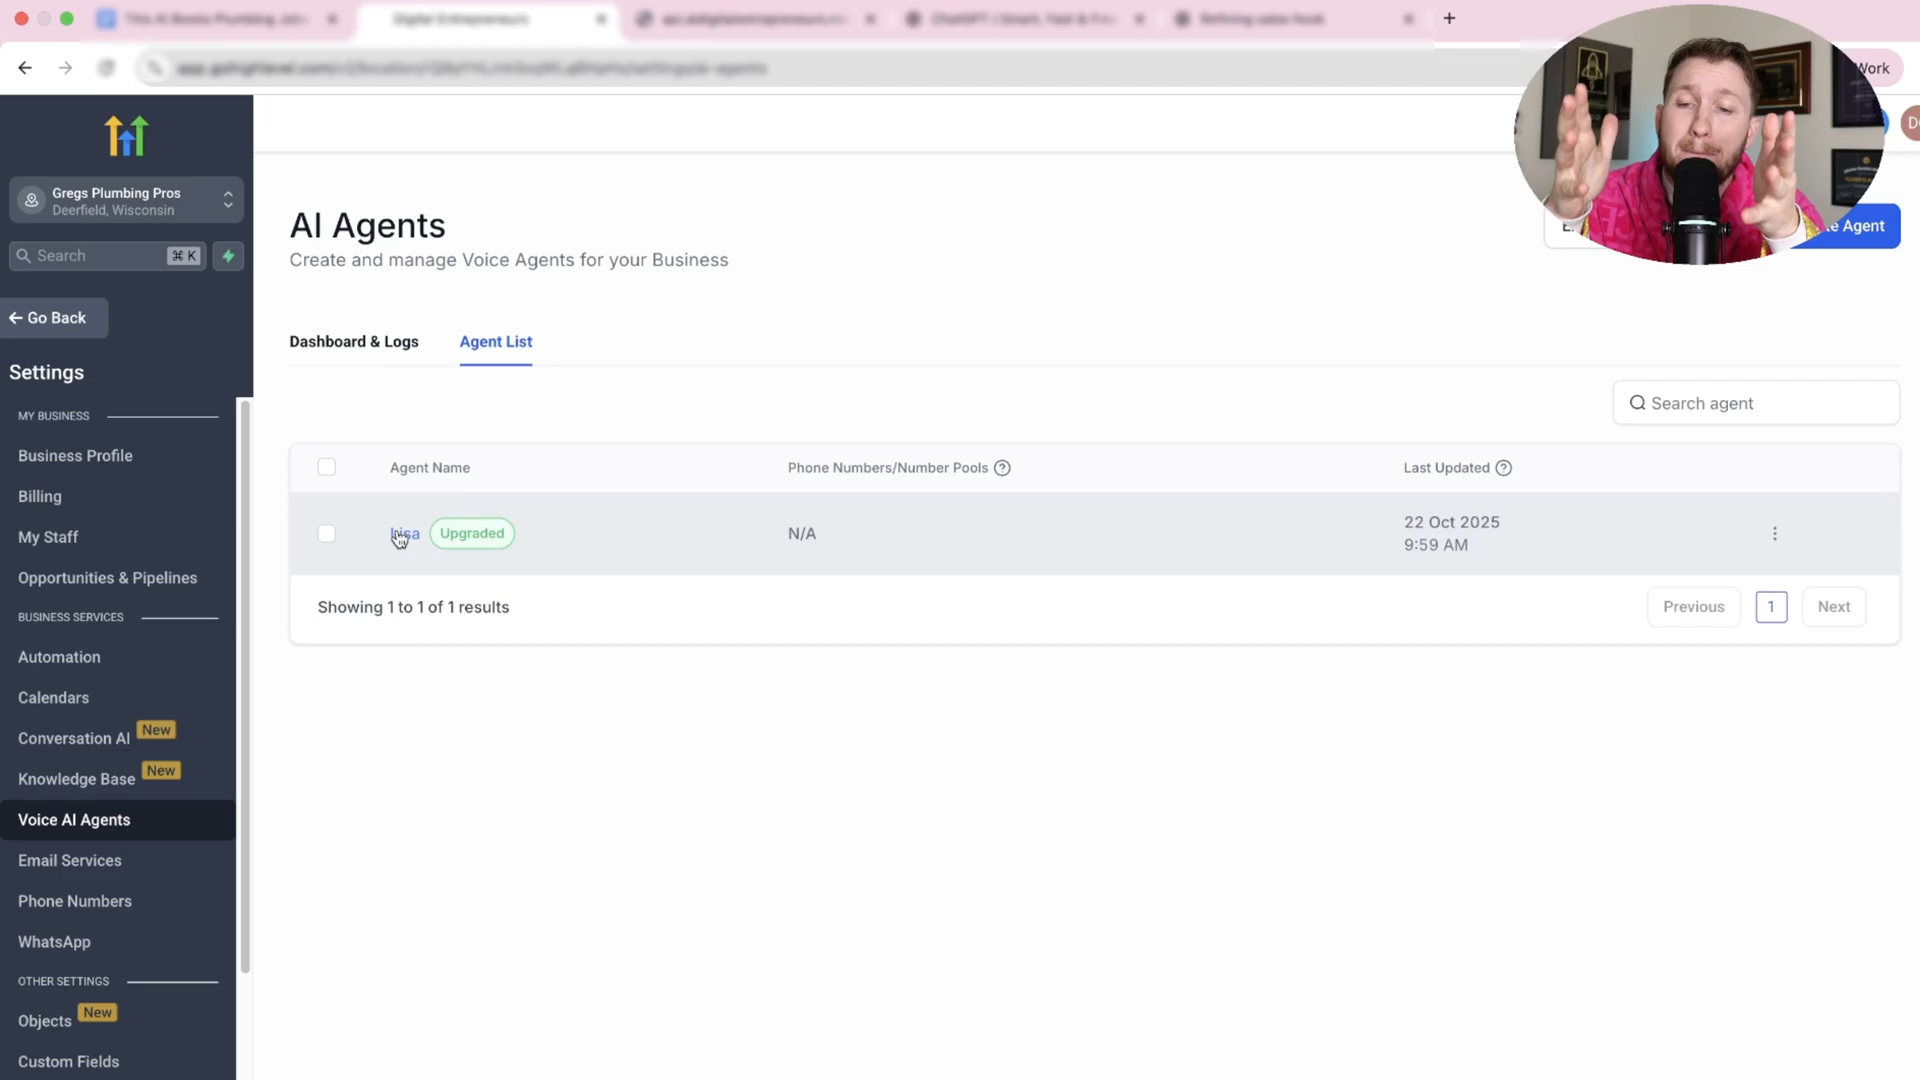 Work
Gregs Plumbing Pros
Deerfield, Wisconsin
Search
⌘ K
Go Back
Settings
MY BUSINESS
Business Profile
Billing
My Staff
Opportunities & Pipelines
BUSINESS SERVICES
Automation
Calendars
Conversation AI New
Knowledge Base New
Voice AI Agents
Email Services
Phone Numbers
WhatsApp
OTHER SETTINGS
Objects New
Custom Fields
AI Agents
Create and manage Voice Agents for your Business
Agent
Dashboard & Logs
Agent List
Search agent
Agent Name
Phone Numbers/Number Pools
Last Updated
Upgraded
N/A
22 Oct 2025
9:59 AM
Showing 1 to 1 of 1 results
Previous
1
Next